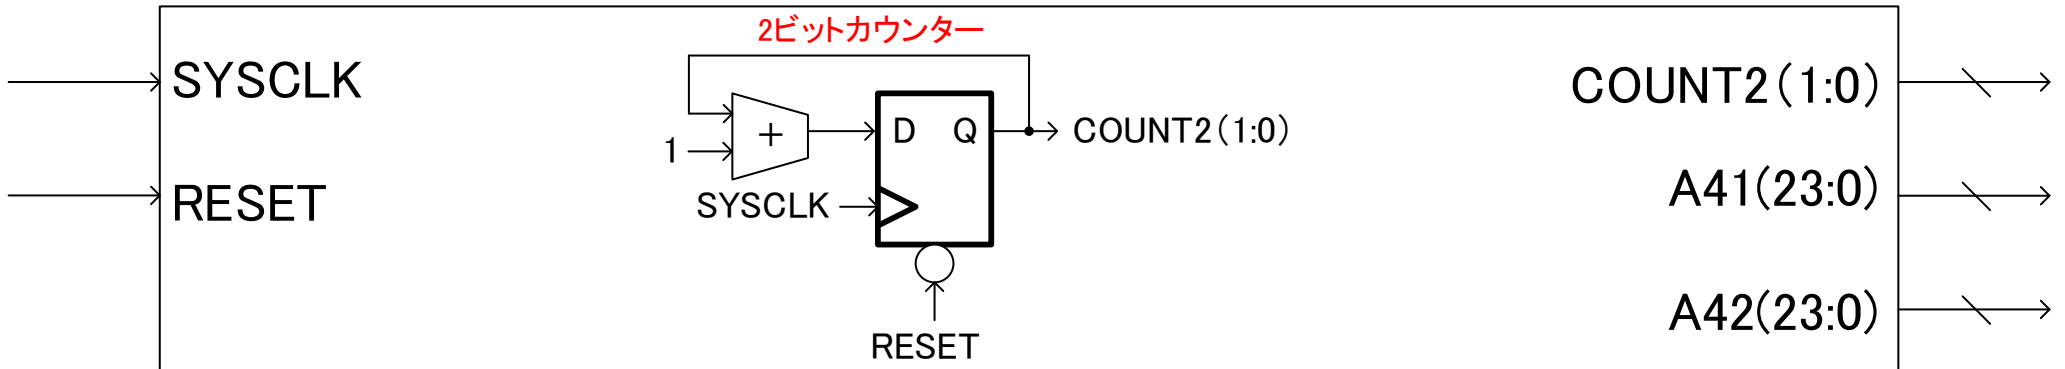 2ビットカウンター
SYSCLK
COUNT2(1:0)
+
D Q
COUNT2(1:0)
1
SYSCLK
RESET
A41(23:0)
RESET
A42(23:0)